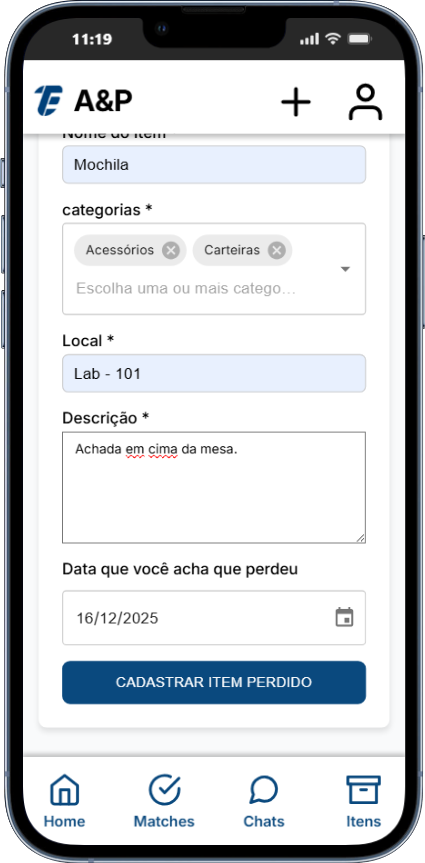 11:19
A&P
Nome do item
Mochila
categorias *
Acessórios
Carteiras
Escolha uma ou mais catego...
Local *
Lab - 101
Descrição *
Achada em cima da mesa.
Data que você acha que perdeu
16/12/2025
CADASTRAR ITEM PERDIDO
Home Matches Chats Itens